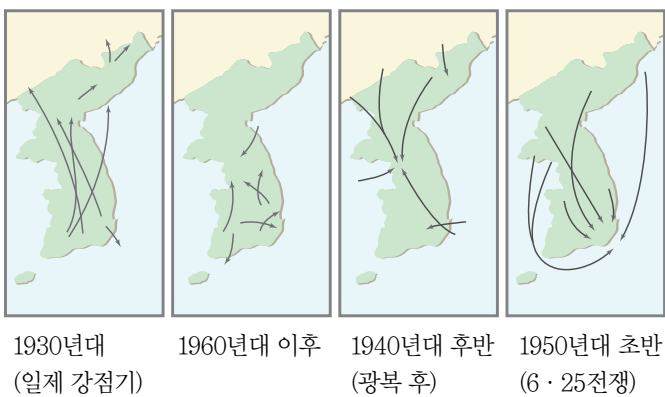 1930년대
(일제 강점기)
1960년대 이후
1940년대 후반
(광복 후)
1950년대 초반
(6 · 25전쟁)